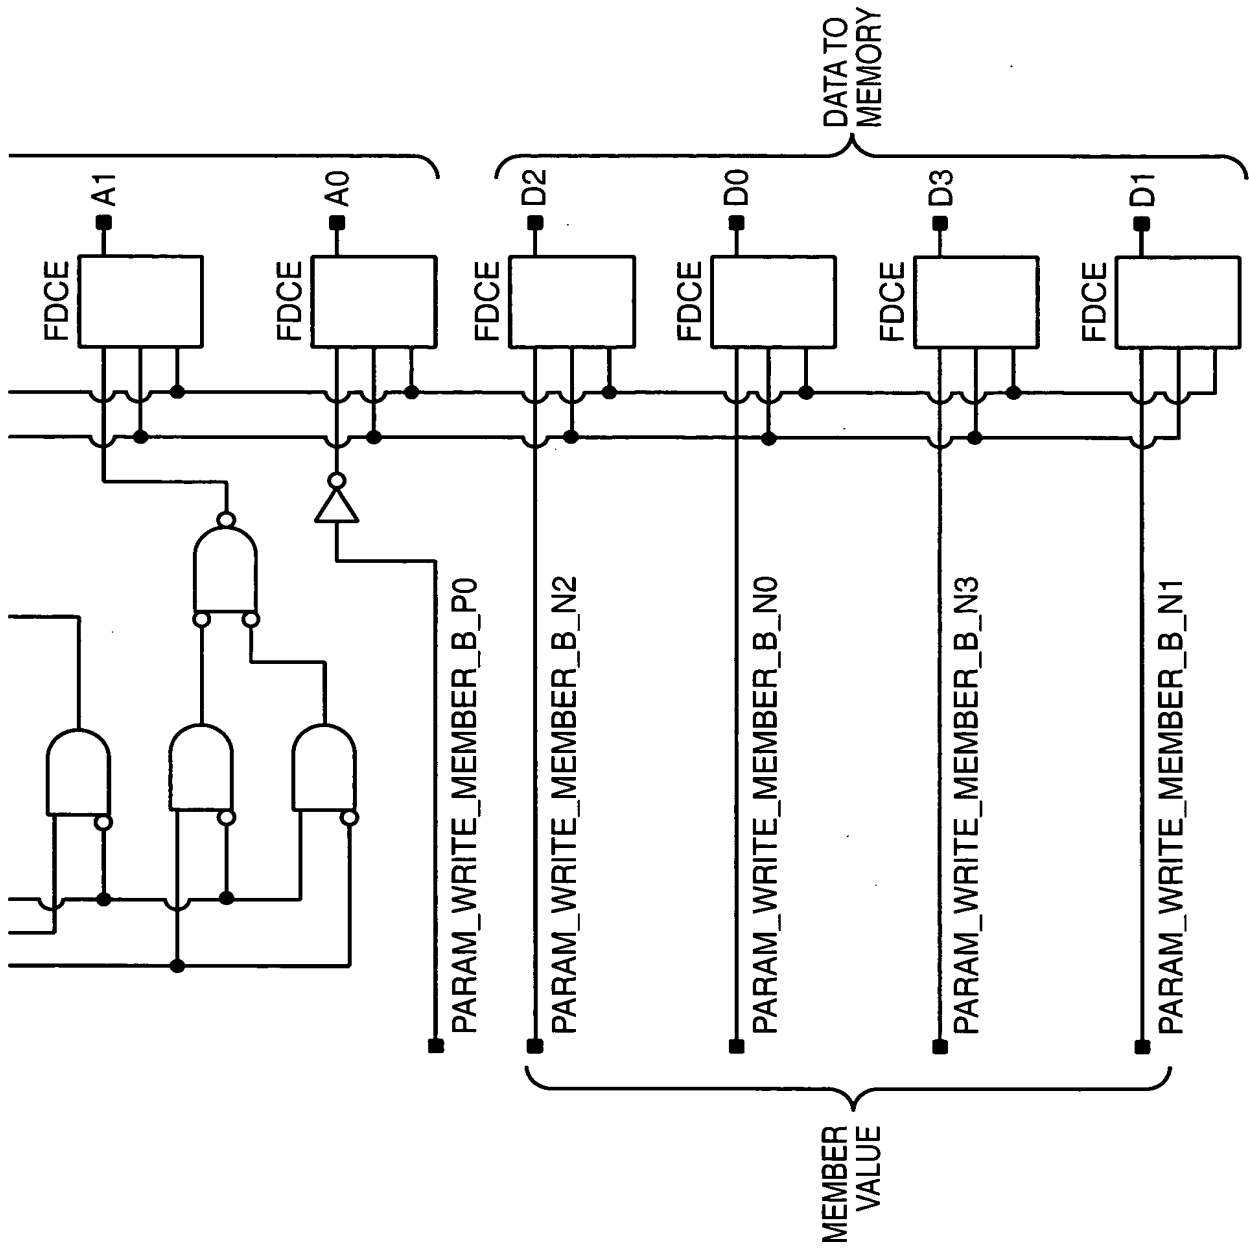 DATA TO
MEMORY
A1
A0
D2
D0
D3
D1
FDCE
FDCE
FDCE
FDCE
FDCE
FDCE
PARAM_WRITE_MEMBER_B_P0
PARAM_WRITE_MEMBER_B_N2
PARAM_WRITE_MEMBER_B_N0
PARAM_WRITE_MEMBER_B_N3
PARAM_WRITE_MEMBER_B_N1
MEMBER
VALUE